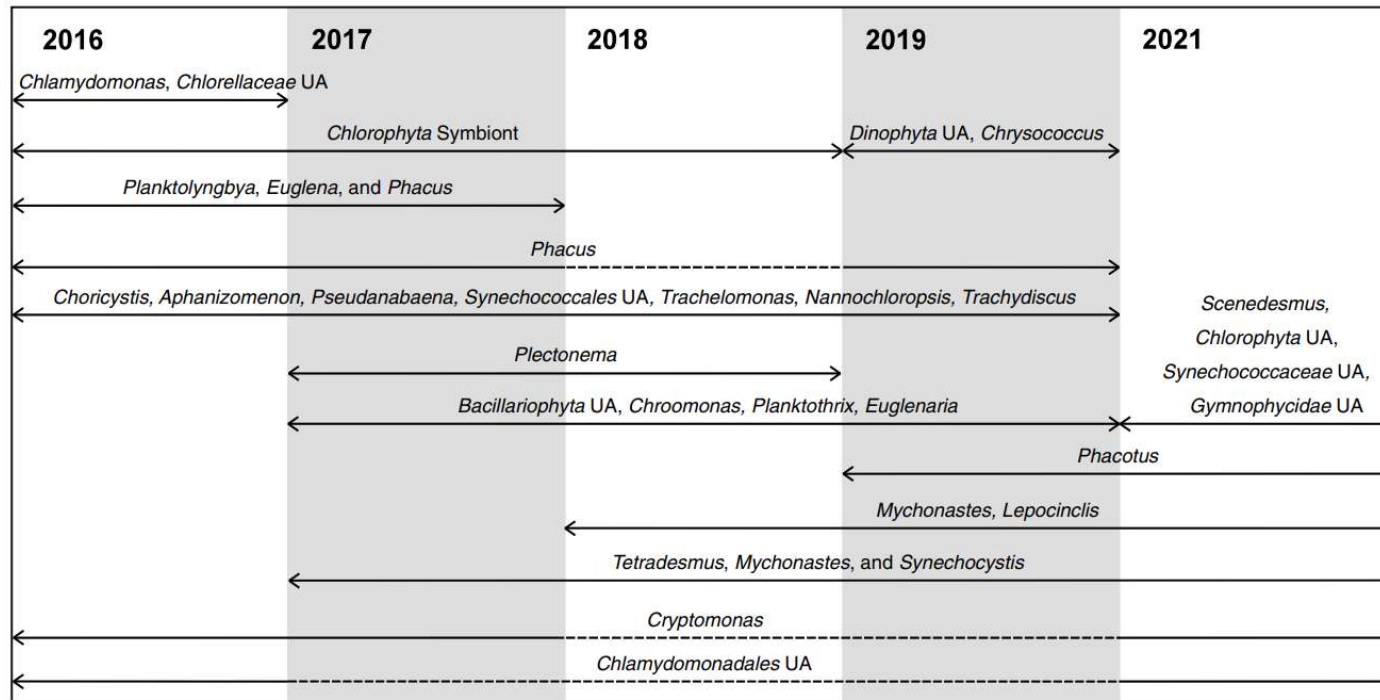 2016 2017 2018 2019 2021
Chlamydomonas, Chlorellaceae UA
Chlorophyta Symbiont
Dinophyta UA, Chrysococcus
Planktolyngbya, Euglena, and Phacus
Phacus
Choricystis, Aphanizomenon, Pseudanabaena, Synechococcales UA, Trachelomonas, Nannochloropsis, Trachydiscus
Scenedesmus,
Chlorophyta UA,
Synechococcaceae UA,
Gymnophycidae UA
Plectonema
Bacillariophyta UA, Chroomonas, Planktothrix, Euglenaria
Phacotus
Mychonastes, Lepocinclis
Tetradesmus, Mychonastes, and Synechocystis
Cryptomonas
Chlamydomonadales UA